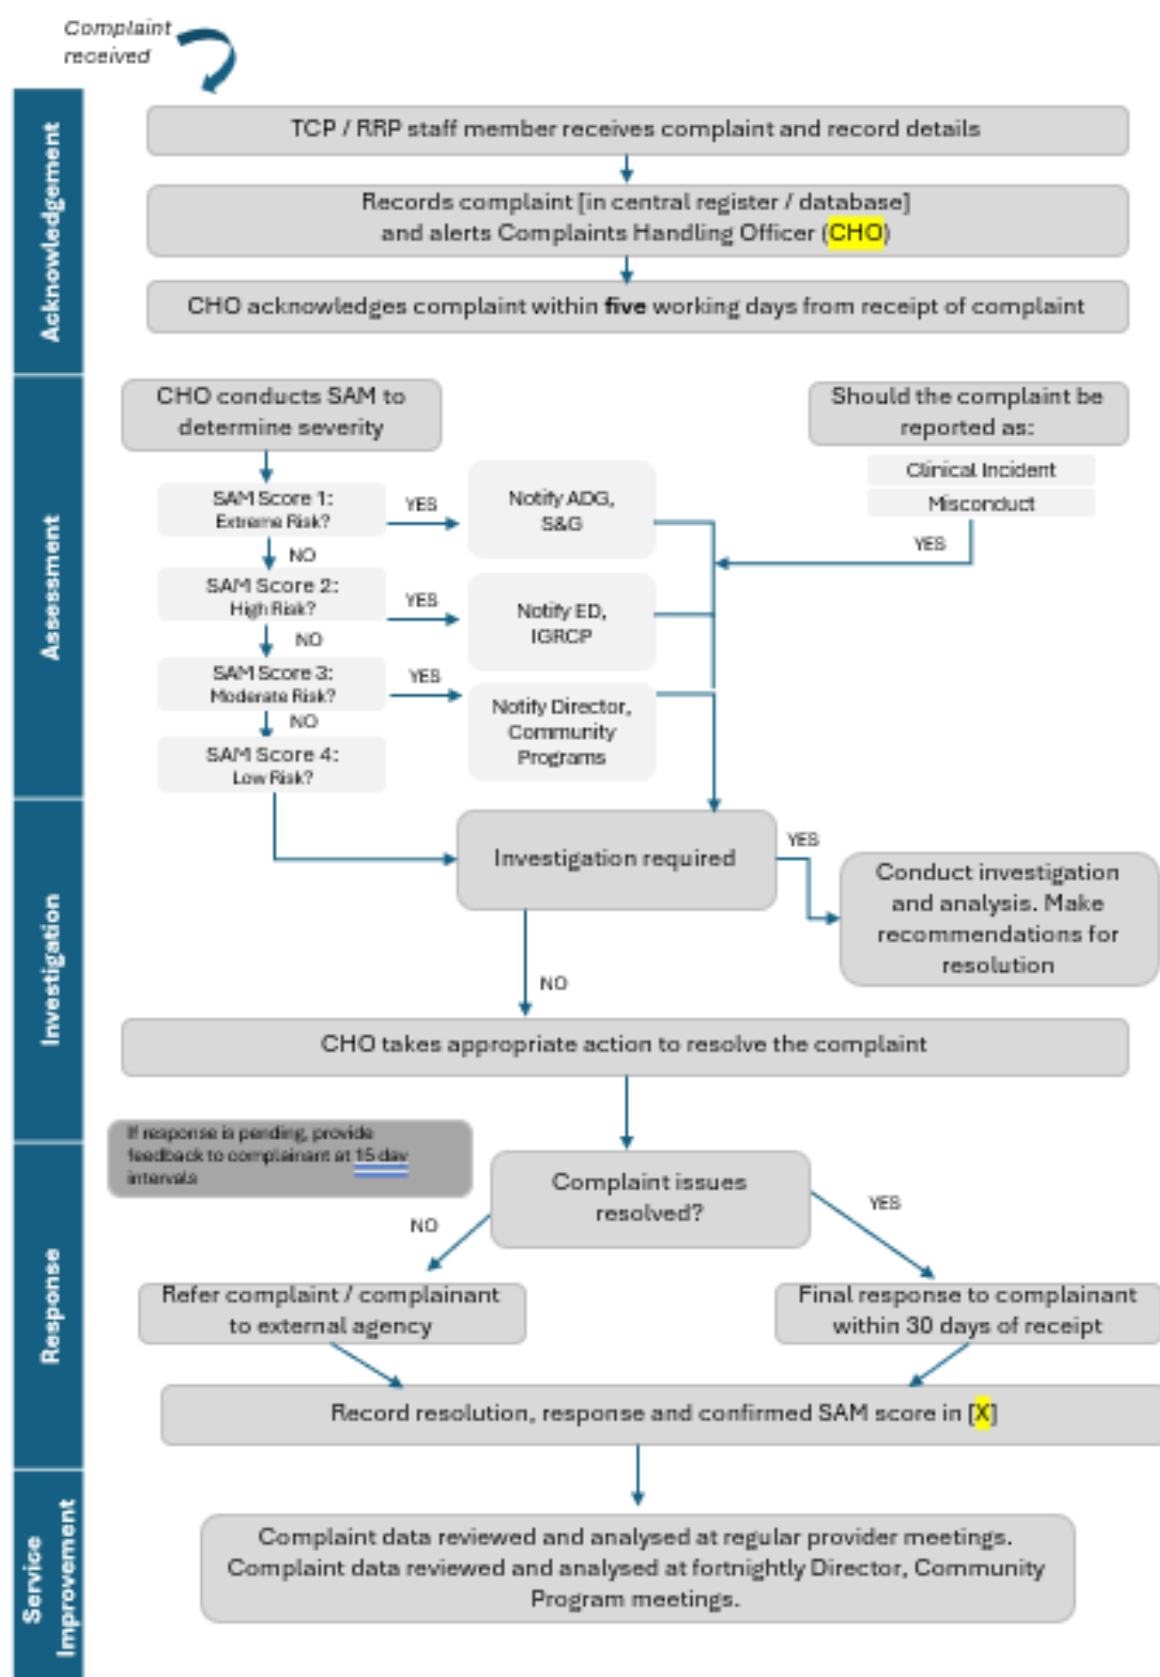 Complaint
received
Acknowledgement
TCP / RRP staff member receives complaint and record details
Records complaint [in central register / database]
and alerts Complaints Handling Officer (CHO)
CHO acknowledges complaint within five working days from receipt of complaint
Assessment
CHO conducts SAM to
determine severity
Should the complaint be
reported as:
Clinical Incident
Misconduct
YES
SAM Score 1:
Extreme Risk?
YES
Notify ADG,
S&G
NO
SAM Score 2:
High Risk?
YES
Notify ED,
IGRCP
NO
SAM Score 3:
Moderate Risk?
YES
Notify Director,
Community
Programs
NO
SAM Score 4:
Low Risk?
Investigation
Investigation required
YES
Conduct investigation
and analysis. Make
recommendations for
resolution
NO
CHO takes appropriate action to resolve the complaint
Response
If response is pending, provide
feedback to complainant at 15 day
intervals
Complaint issues
resolved?
NO
YES
Refer complaint / complainant
to external agency
Final response to complainant
within 30 days of receipt
Record resolution, response and confirmed SAM score in [X]
Service
Improvement
Complaint data reviewed and analysed at regular provider meetings.
Complaint data reviewed and analysed at fortnightly Director, Community
Program meetings.